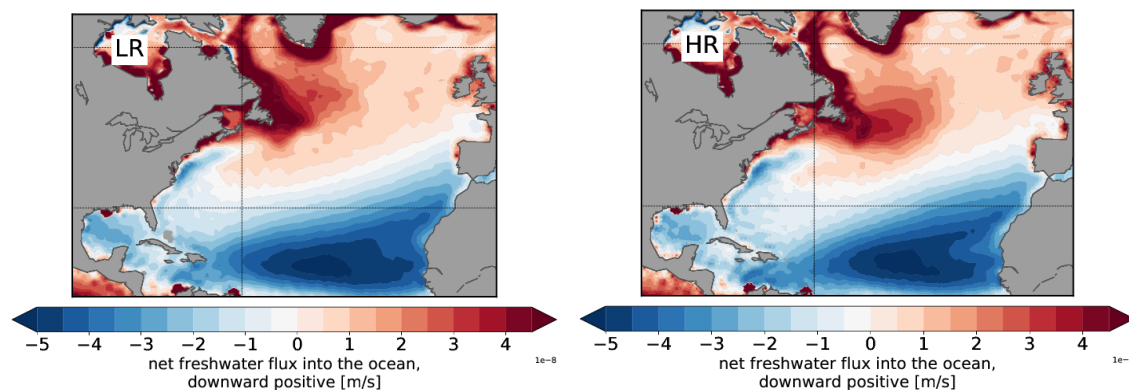 LR
HR
−5 −4 −3 −2 −1 0 1 2 3 4
1e−8
net freshwater flux into the ocean,
downward positive [m/s]
−5 −4 −3 −2 −1 0 1 2 3 4
1e−
net freshwater flux into the ocean,
downward positive [m/s]